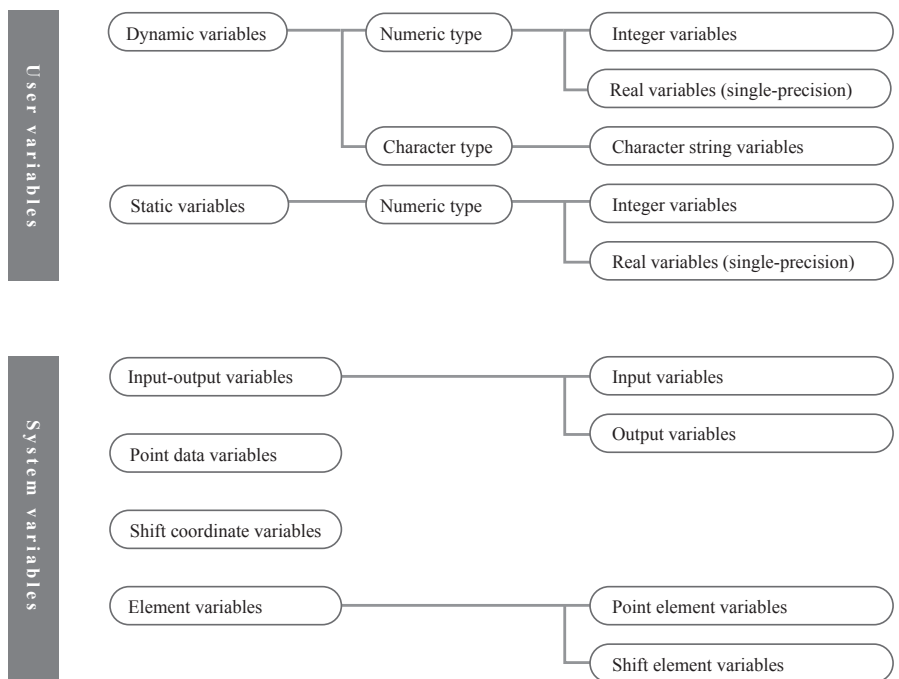 User variables
Dynamic variables
Numeric type
Integer variables
Real variables (single-precision)
Character type
Character string variables
Static variables
Numeric type
Integer variables
Real variables (single-precision)
System variables
Input-output variables
Input variables
Output variables
Point data variables
Shift coordinate variables
Element variables
Point element variables
Shift element variables